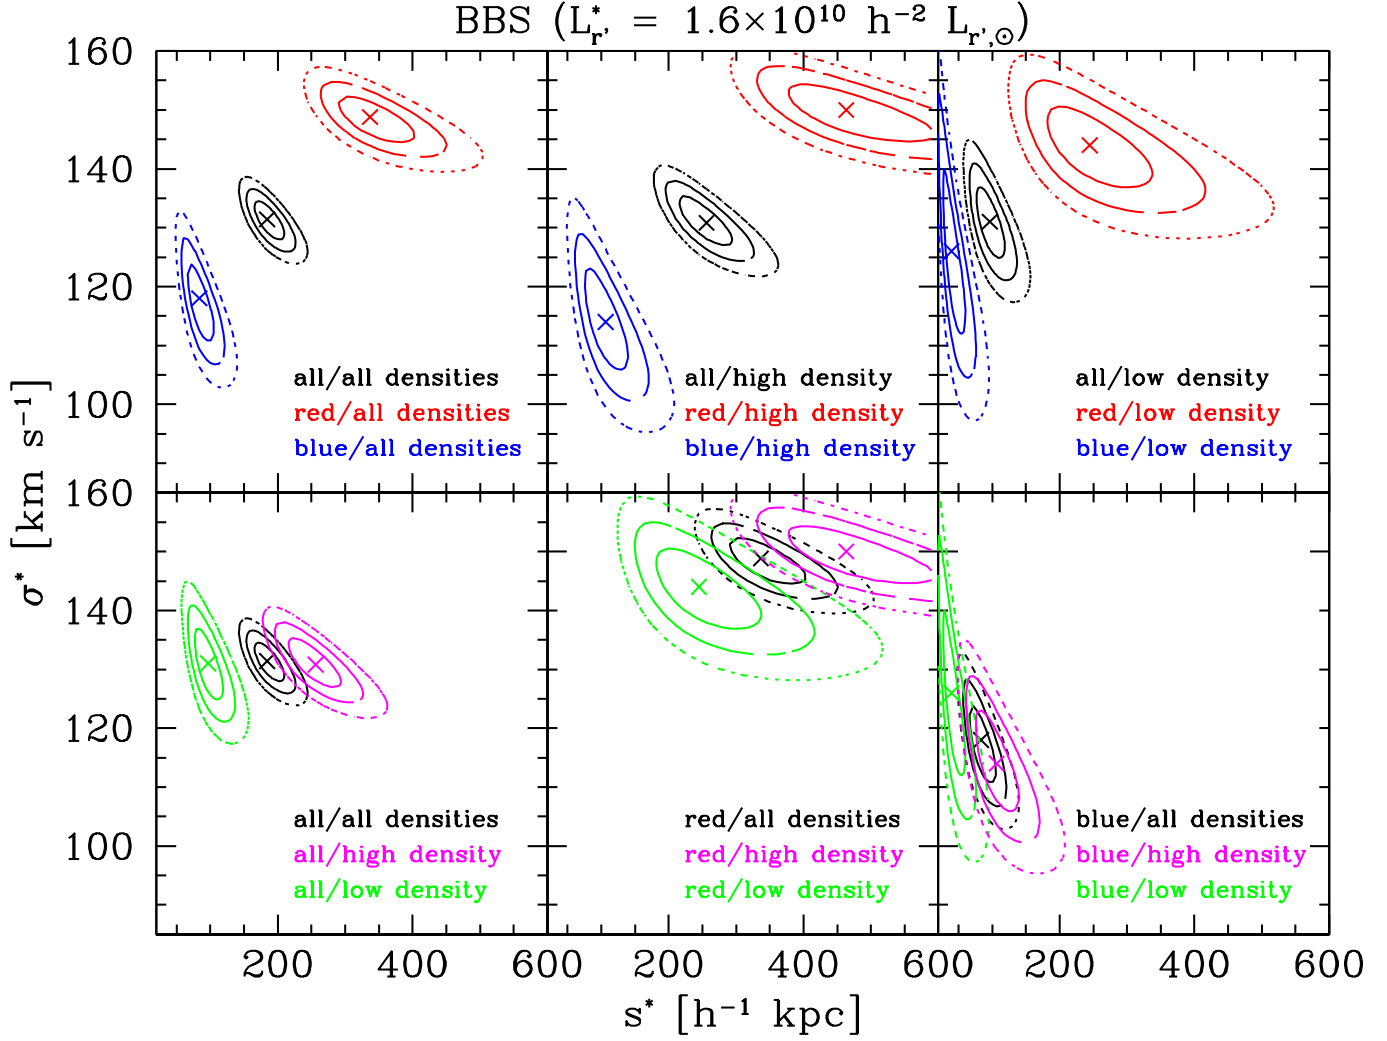 BBS (L*r' = 1.6×10¹⁰ h⁻² Lr',⊙)
160
140
120
100
all/all densities
red/all densities
blue/all densities
all/high density
red/high density
blue/high density
all/low density
red/low density
blue/low density
σ* [km s⁻¹]
160
140
120
100
all/all densities
all/high density
all/low density
red/all densities
red/high density
red/low density
blue/all densities
blue/high density
blue/low density
200 400 600 200 400 600 200 400 600
s* [h⁻¹ kpc]